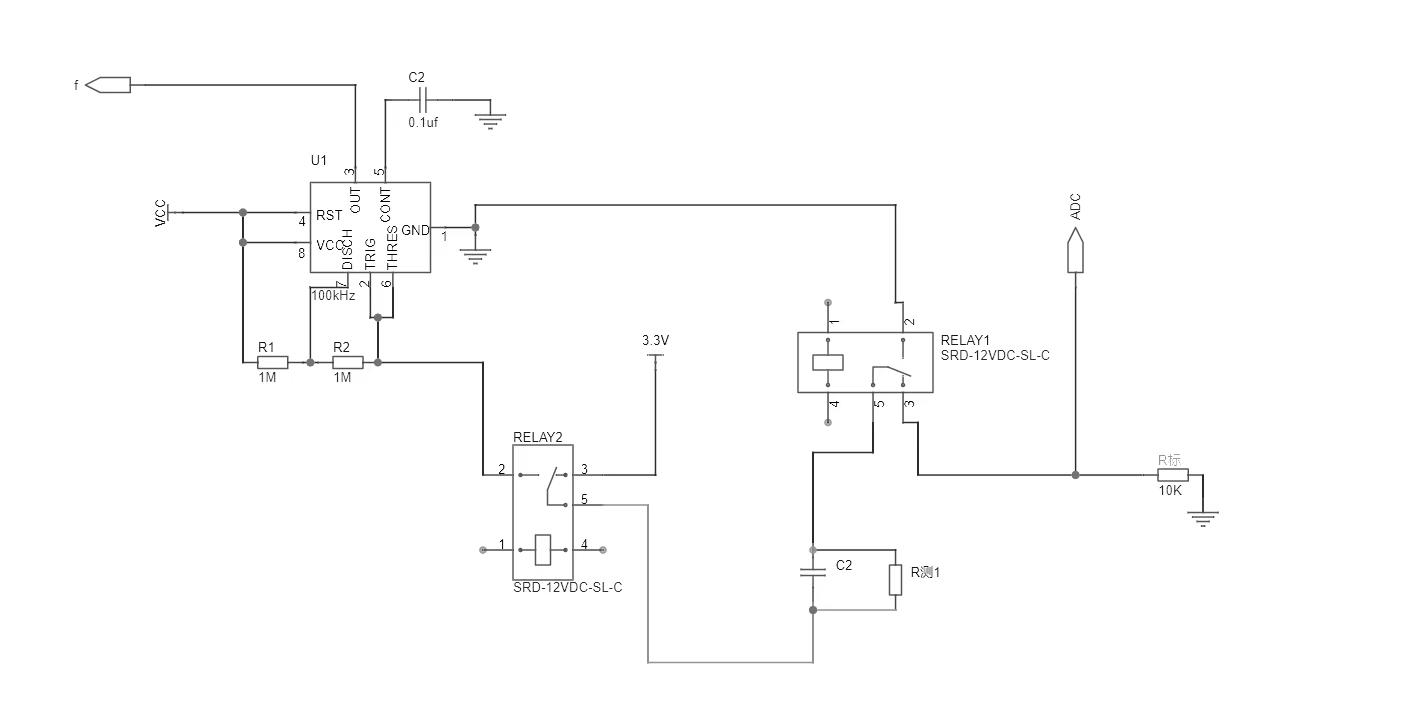 f
C2
0.1uf
U1
3
5
OUT
CONT
VCC
4
RST
GND
1
8
VCC
DISCH
TRIG
THRES
7
2
6
100kHz
R1
R2
1M
1M
ADC
3.3V
1
2
RELAY1
SRD-12VDC-SL-C
4
5
3
RELAY2
2
3
5
1
4
SRD-12VDC-SL-C
R标
10K
C2
R测1